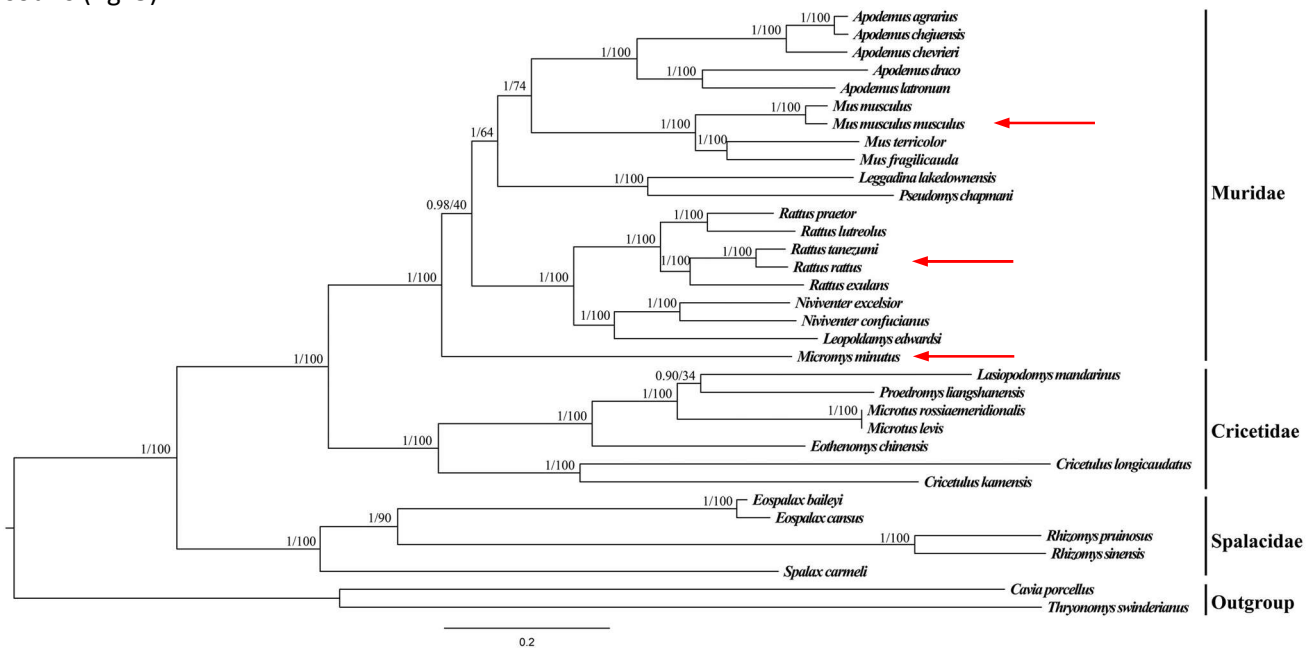 1/100
Apodemus agrarius
Apodemus chejuensis
1/100
Apodemus chevrieri
1/100
Apodemus draco
1/100
Apodemus latronum
1/74
Mus musculus
1/100
Mus musculus musculus
1/100
1/64
Mus terricolor
1/100
Mus fragilicauda
Leggadina lakedownensis
1/100
Pseudomys chapmani
Muridae
0.98/40
Rattus praetor
1/100
Rattus lutreolus
1/100
Rattus tanezumi
1/100
Rattus rattus
1/100
Rattus exulans
1/100
1/100
Niviventer excelsior
1/100
Niviventer confucianus
1/100
Leopoldamys edwardsi
Micromys minutus
1/100
Lasiopodomys mandarinus
0.90/34
Proedromys liangshanensis
1/100
Microtus rossiaemeridionalis
1/100
Microtus levis
1/100
Eothenomys chinensis
Cricetidae
1/100
Cricetulus longicaudatus
1/100
Cricetulus kamensis
1/100
Eospalax baileyi
1/100
Eospalax cansus
1/90
Rhizomys pruinosus
1/100
Rhizomys sinensis
1/100
Spalax carmeli
Spalacidae
Cavia porcellus
Thryonomys swinderianus
Outgroup
0.2